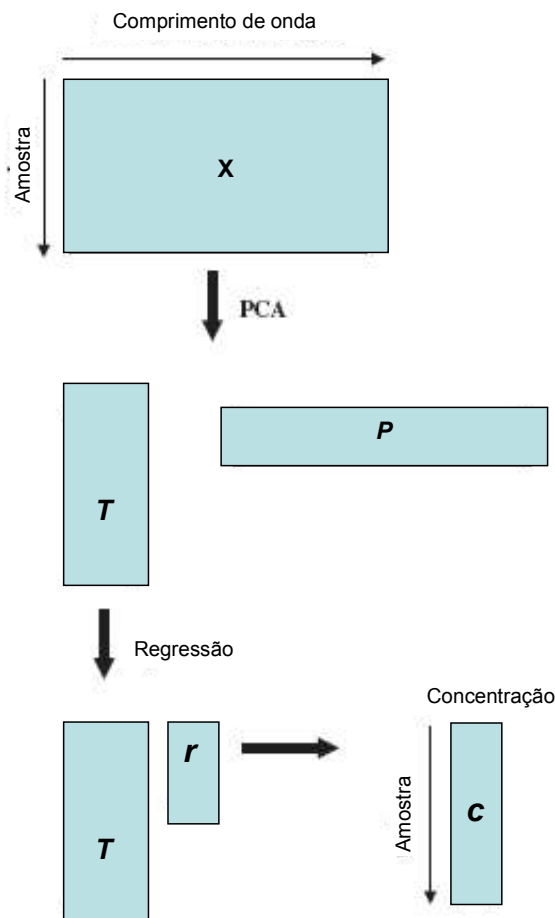 Comprimento de onda
Amostra
X
PCA
P
T
Regressão
Concentração
r
Amostra
c
T